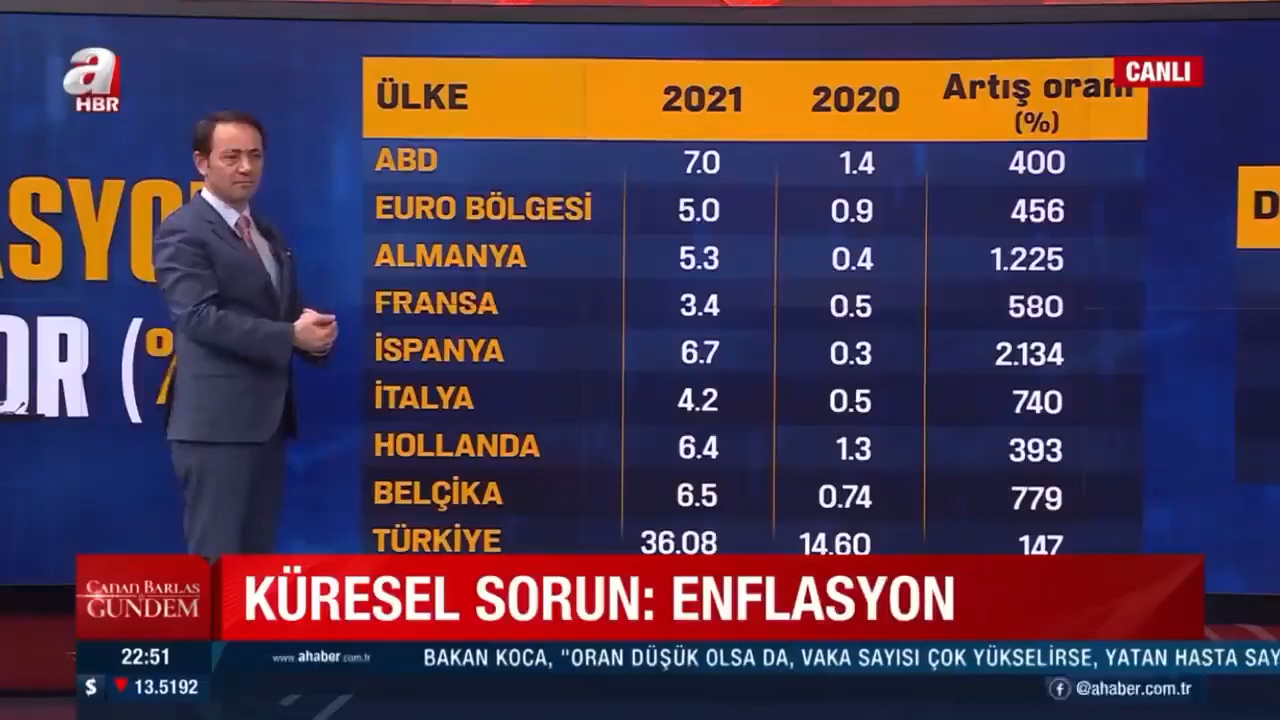 a
HBR
CANLI
ÜLKE 2021 2020 Artış oranı
(%)
ABD 7.0 1.4 400
EURO BÖLGESİ 5.0 0.9 456
ALMANYA 5.3 0.4 1.225
FRANSA 3.4 0.5 580
İSPANYA 6.7 0.3 2.134
İTALYA 4.2 0.5 740
HOLLANDA 6.4 1.3 393
BELÇİKA 6.5 0.74 779
TÜRKİYE 36.08 14.60 147
D
CANAN BARLAS
GÜNDEM
KÜRESEL SORUN: ENFLASYON
22:51 www.ahaber.com.tr BAKAN KOCA, "ORAN DÜŞÜK OLSA DA, VAKA SAYISI ÇOK YÜKSELİRSE, YATAN HASTA SAY
$ 13.5192 @ahaber.com.tr